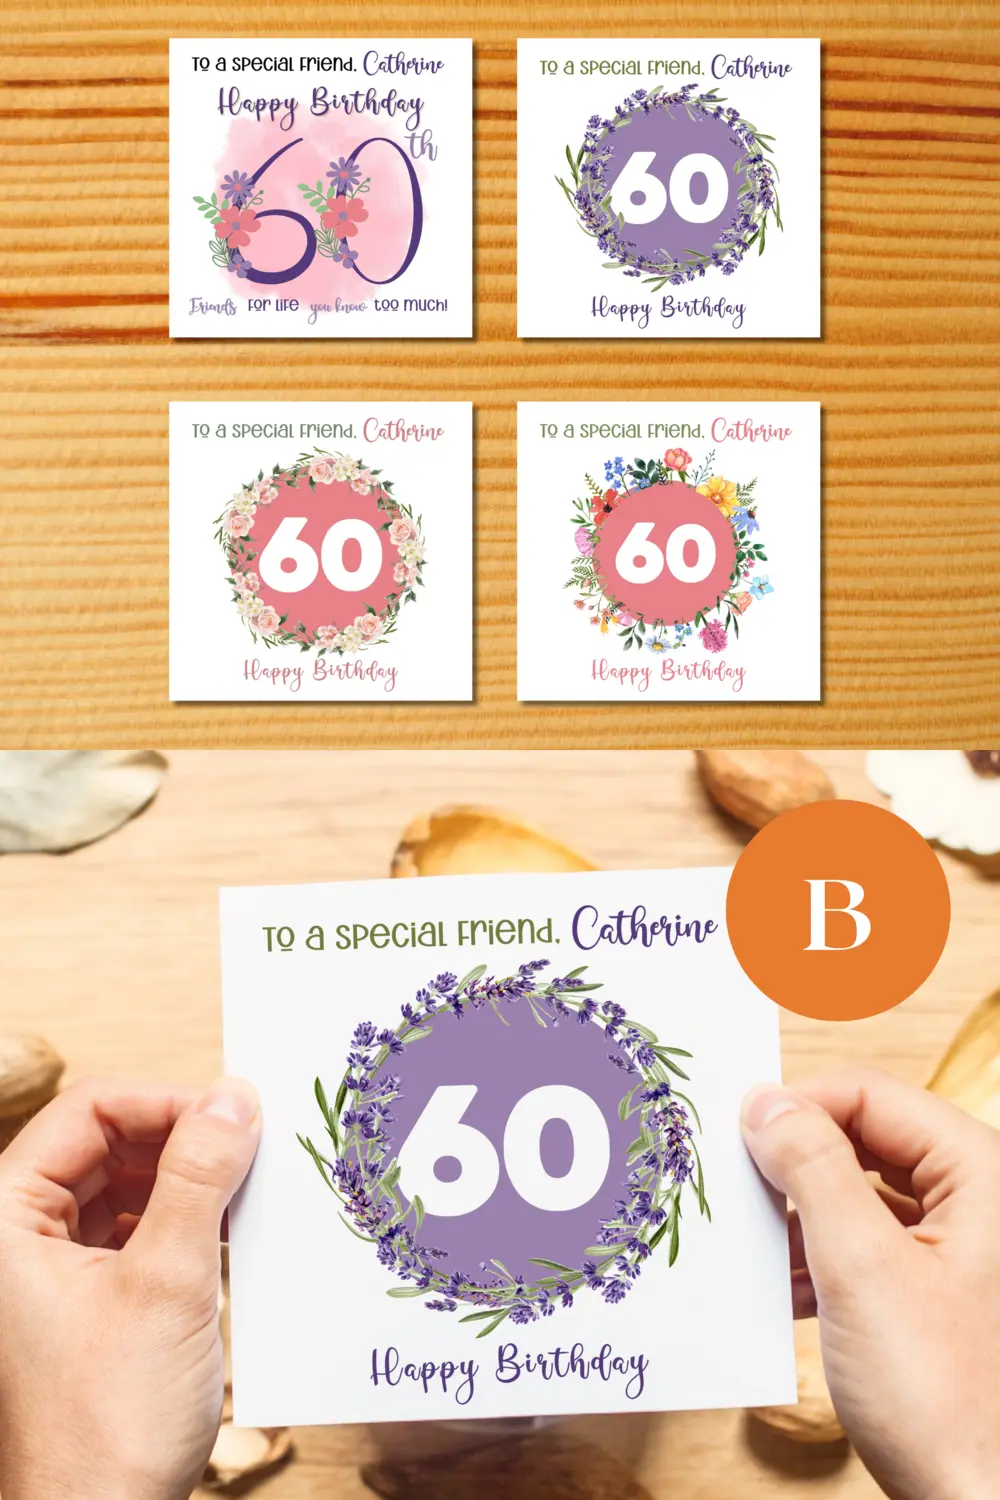 To a special friend, Catherine
Happy Birthday
60th
Friends for life you know too much!
To a special friend, Catherine
60
Happy Birthday
To a special friend, Catherine
60
Happy Birthday
To a special friend, Catherine
60
Happy Birthday
B
To a special friend, Catherine
60
Happy Birthday